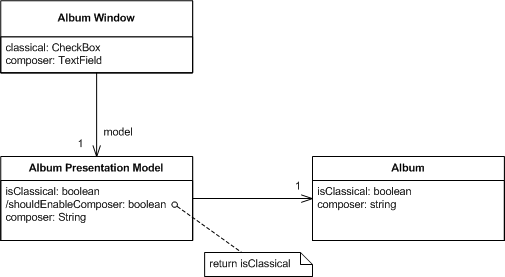 Album Window
classical: CheckBox
composer: TextField
model
1
Album Presentation Model
isClassical: boolean
/shouldEnableComposer: boolean
composer: String
1
Album
isClassical: boolean
composer: string
return isClassical